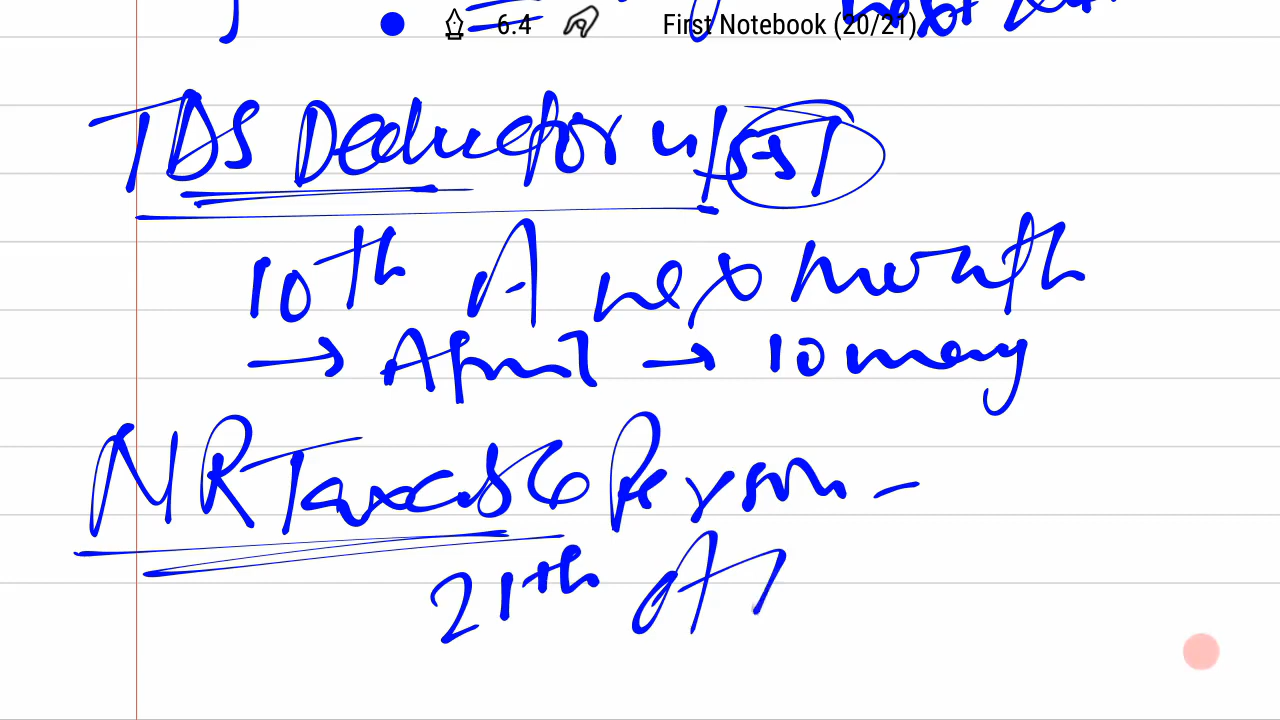 6.4 First Notebook (20/21)
TDS Deductor u/s 51
10th of next month
→ April → 10 may
NR Taxable Person -
21th of